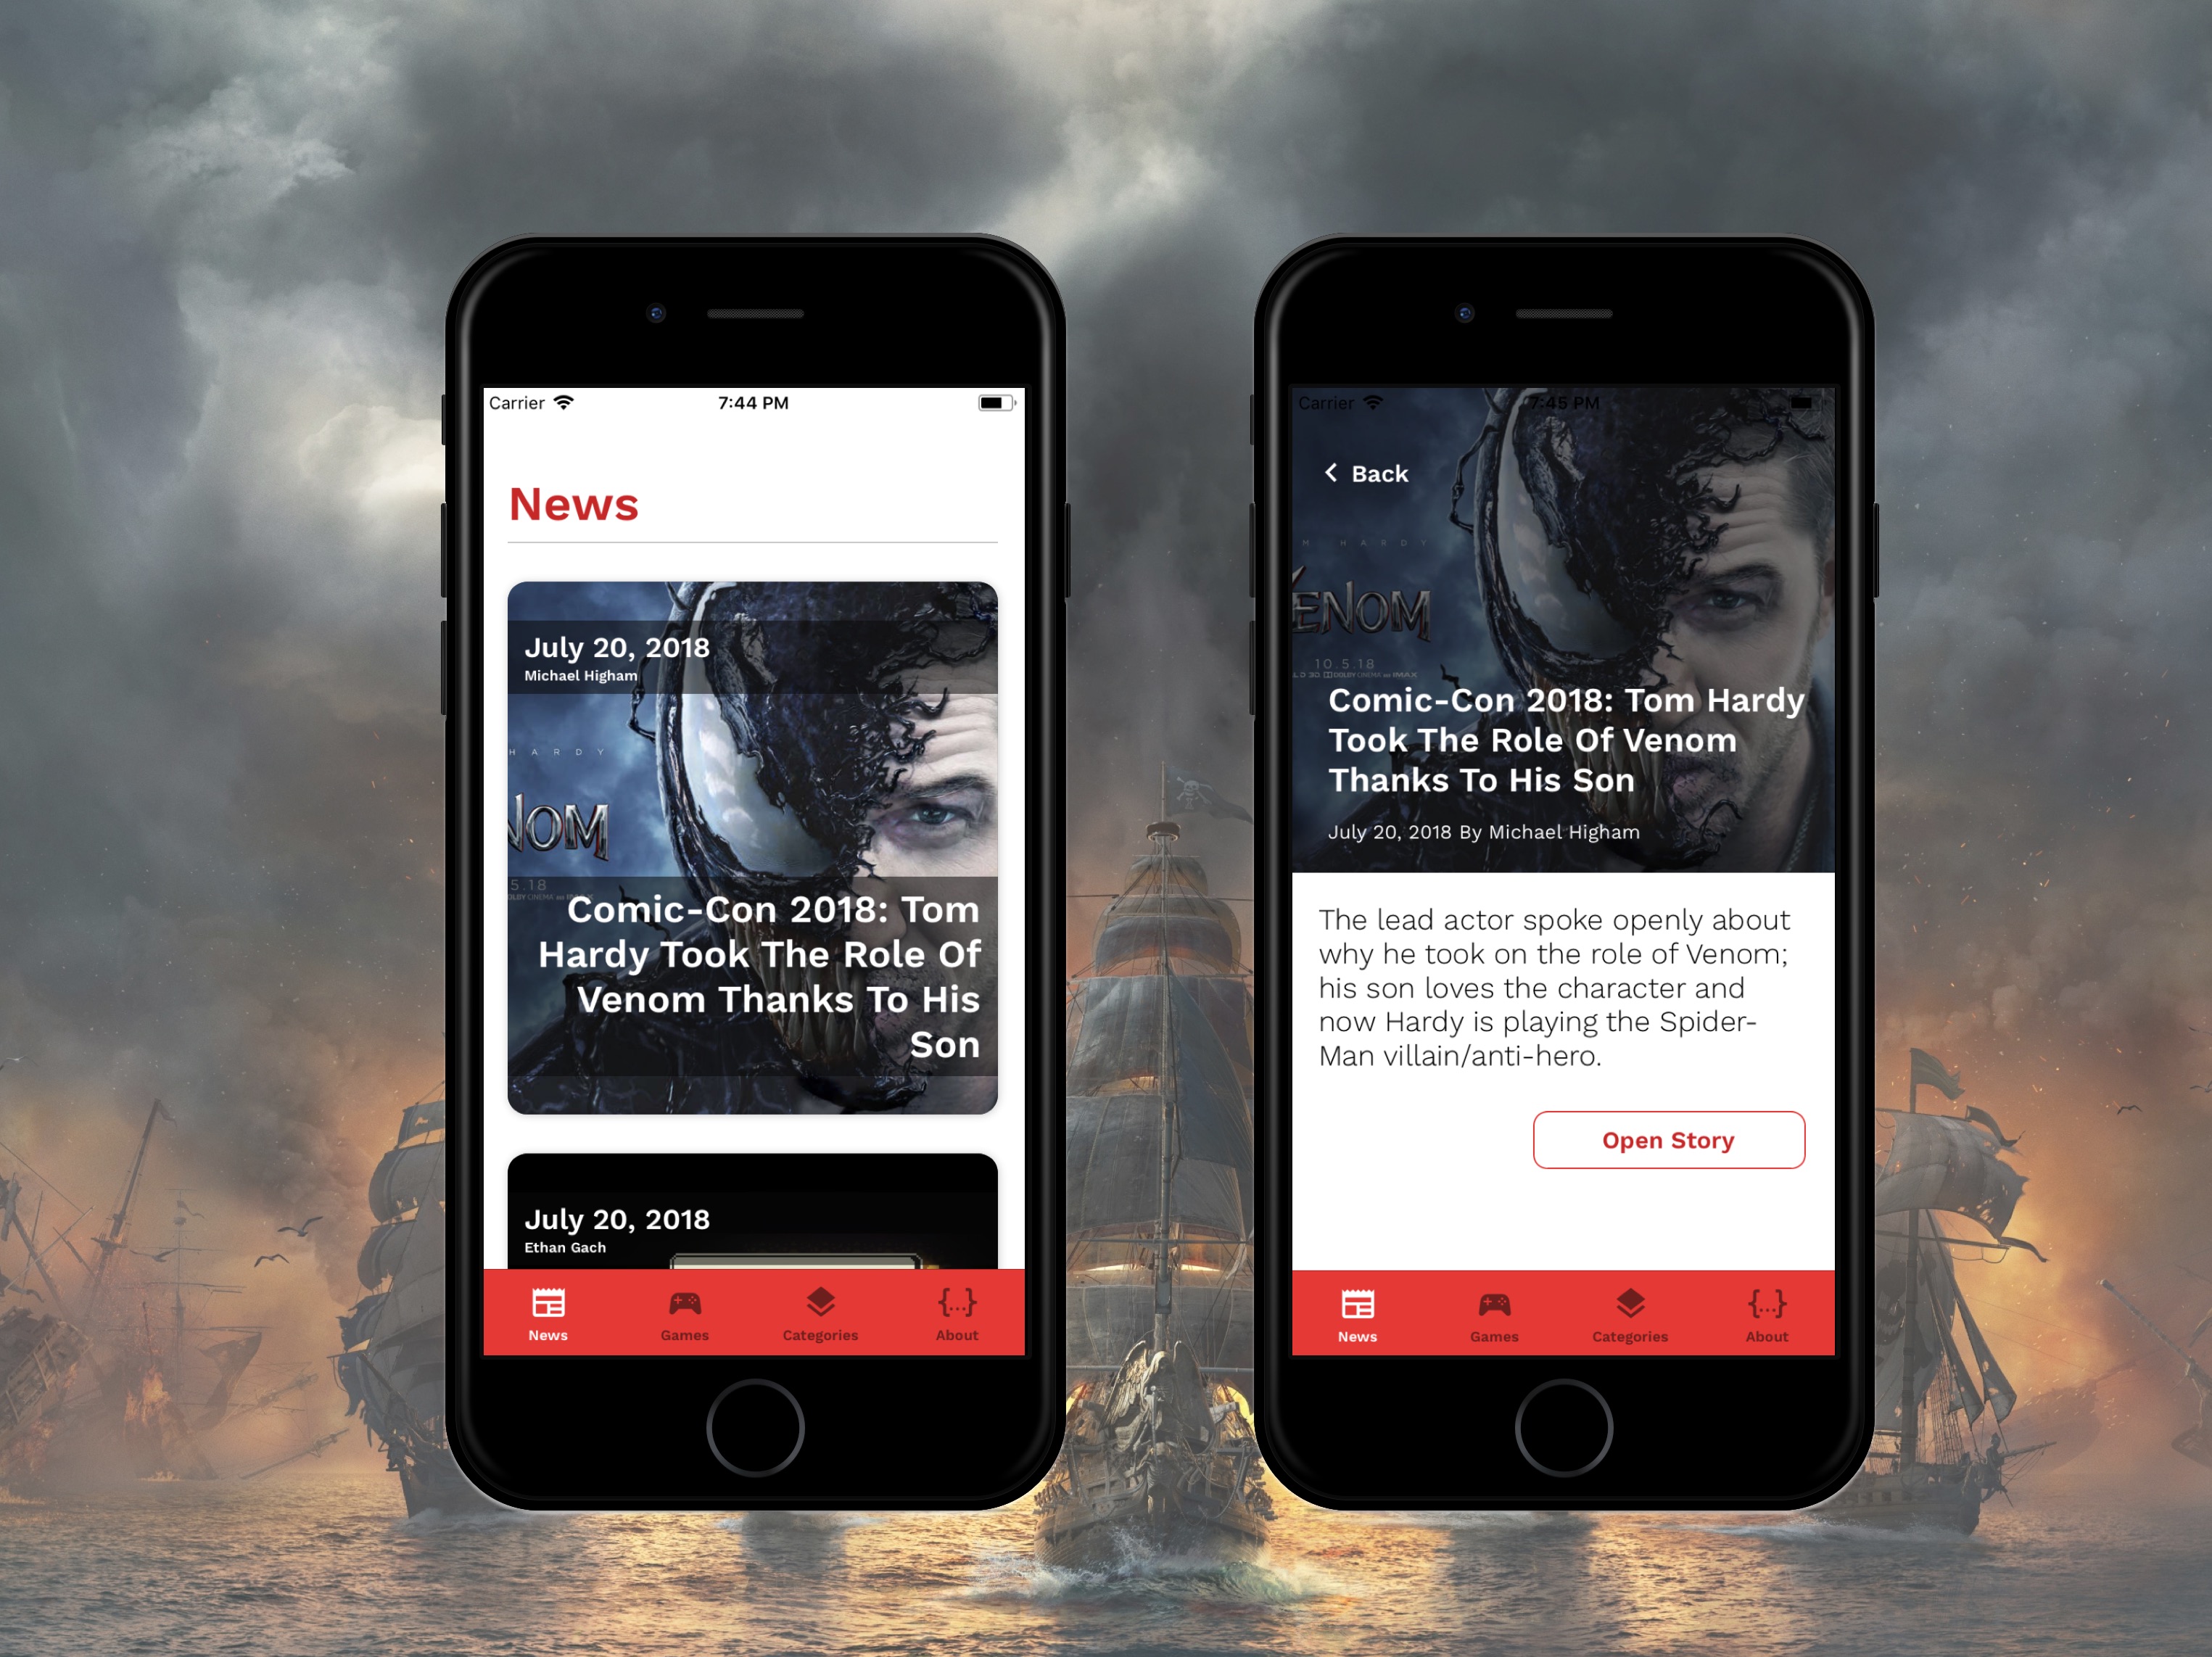 Carrier
7:44 PM
News
July 20, 2018
Michael Higham
HARDY
NOM
5.18
Comic-Con 2018: Tom
Hardy Took The Role Of
Venom Thanks To His
Son
July 20, 2018
Ethan Gach
News
Games
Categories
About
Carrier
7:45 PM
Back
M HARDY
VENOM
10.5.18
DOLBY CINEMA AND IMAX
Comic-Con 2018: Tom Hardy
Took The Role Of Venom
Thanks To His Son
July 20, 2018 By Michael Higham
The lead actor spoke openly about
why he took on the role of Venom;
his son loves the character and
now Hardy is playing the Spider-
Man villain/anti-hero.
Open Story
News
Games
Categories
{...}
About